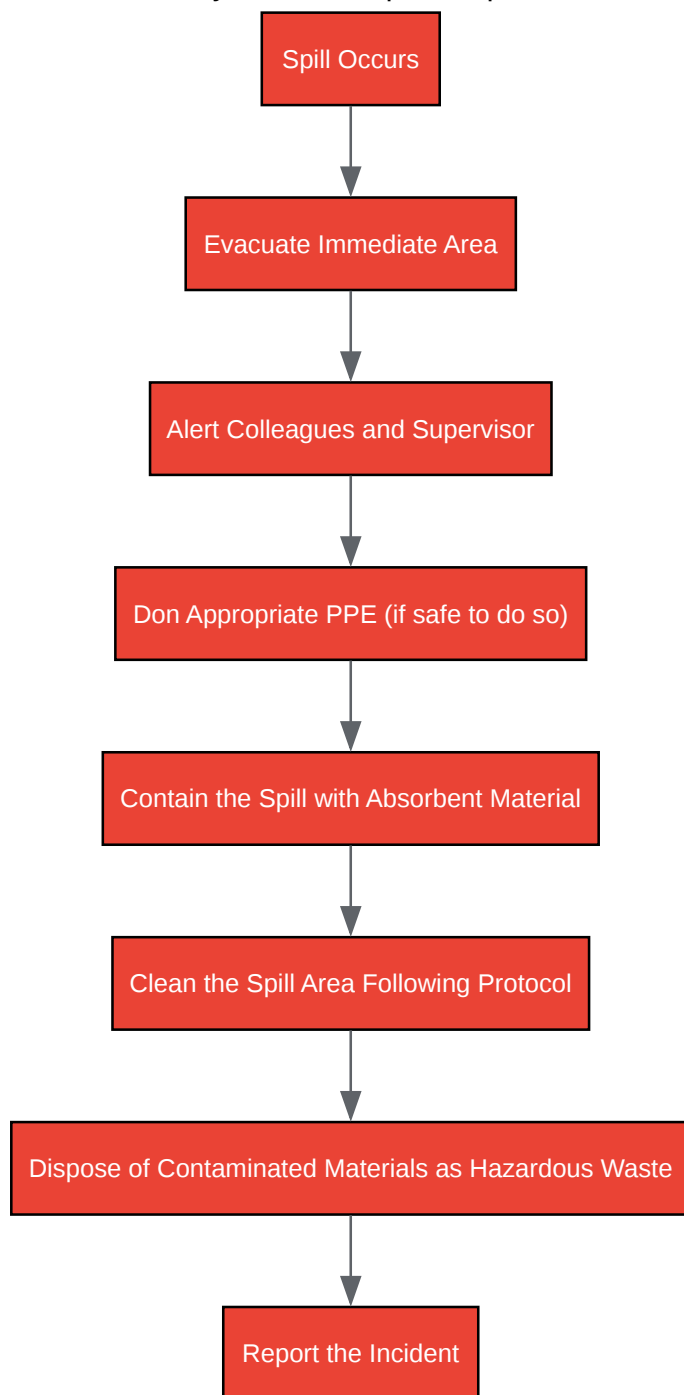 Spill Occurs
Evacuate Immediate Area
Alert Colleagues and Supervisor
Don Appropriate PPE (if safe to do so)
Contain the Spill with Absorbent Material
Clean the Spill Area Following Protocol
Dispose of Contaminated Materials as Hazardous Waste
Report the Incident